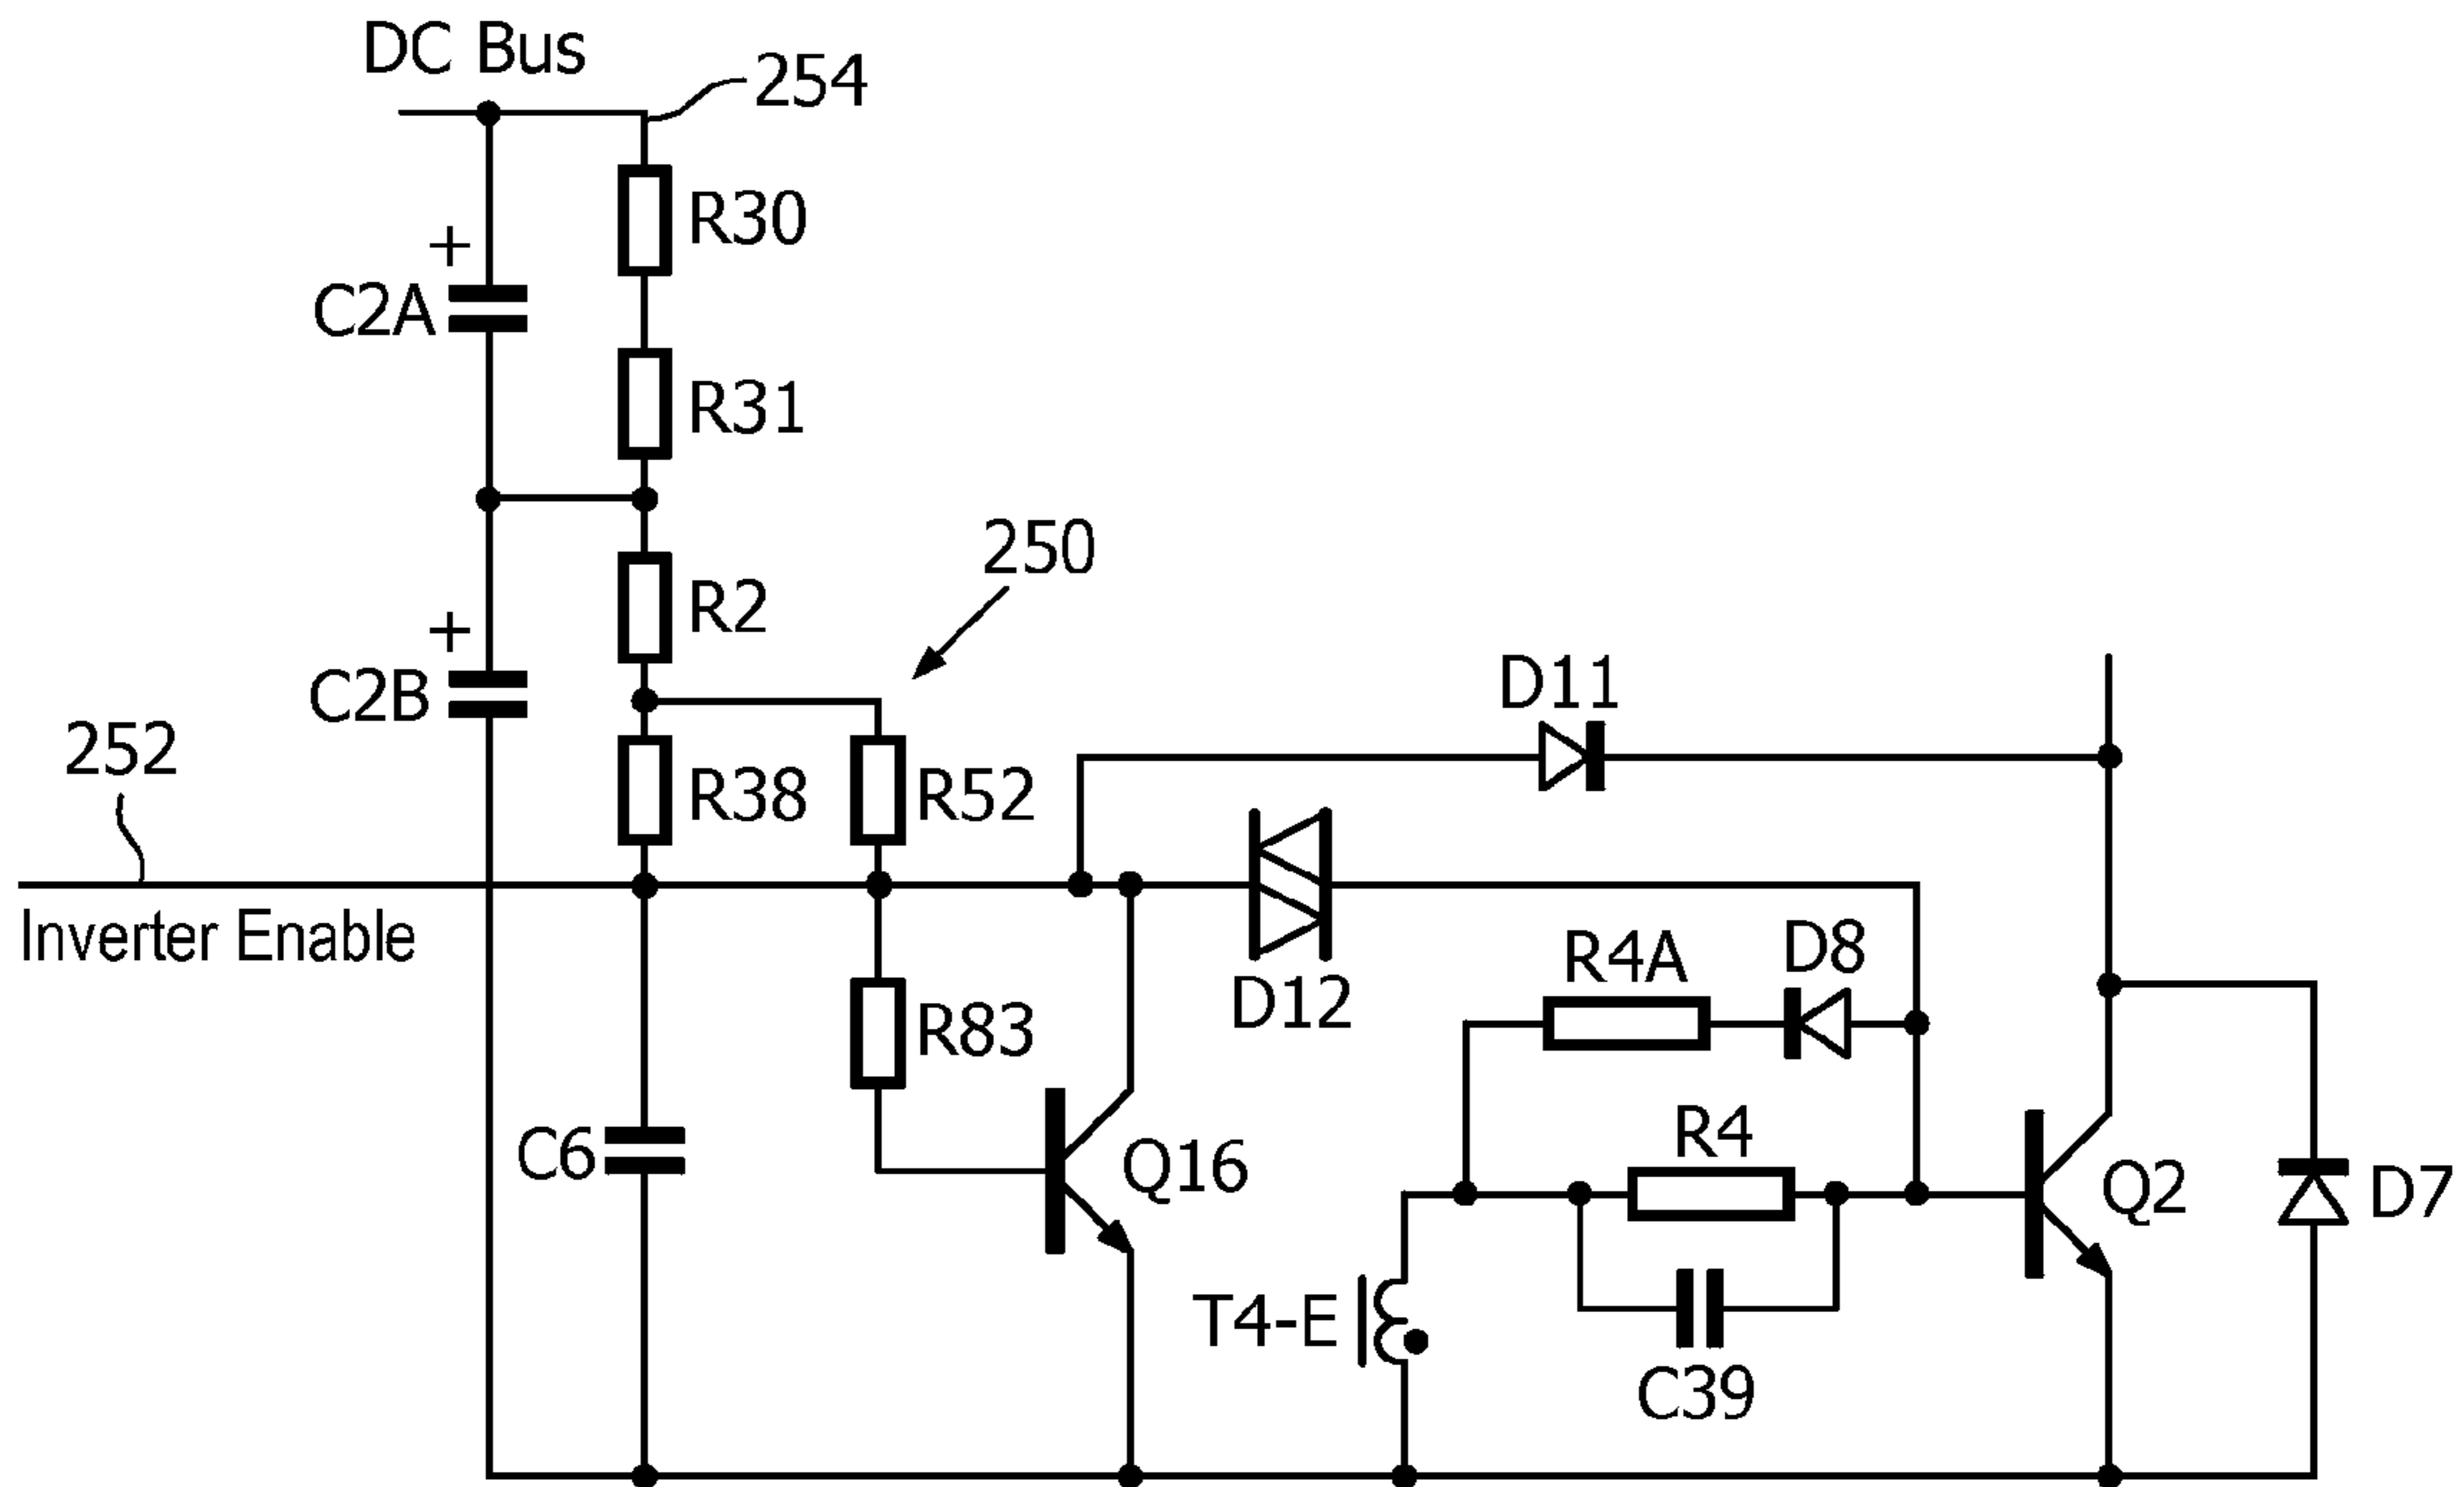 DC Bus
254
R30
+
C2A
R31
250
R2
+
C2B
D11
252
R38
R52
Inverter Enable
D12
R4A
D8
R83
C6
Q16
R4
Q2
D7
T4-E
C39